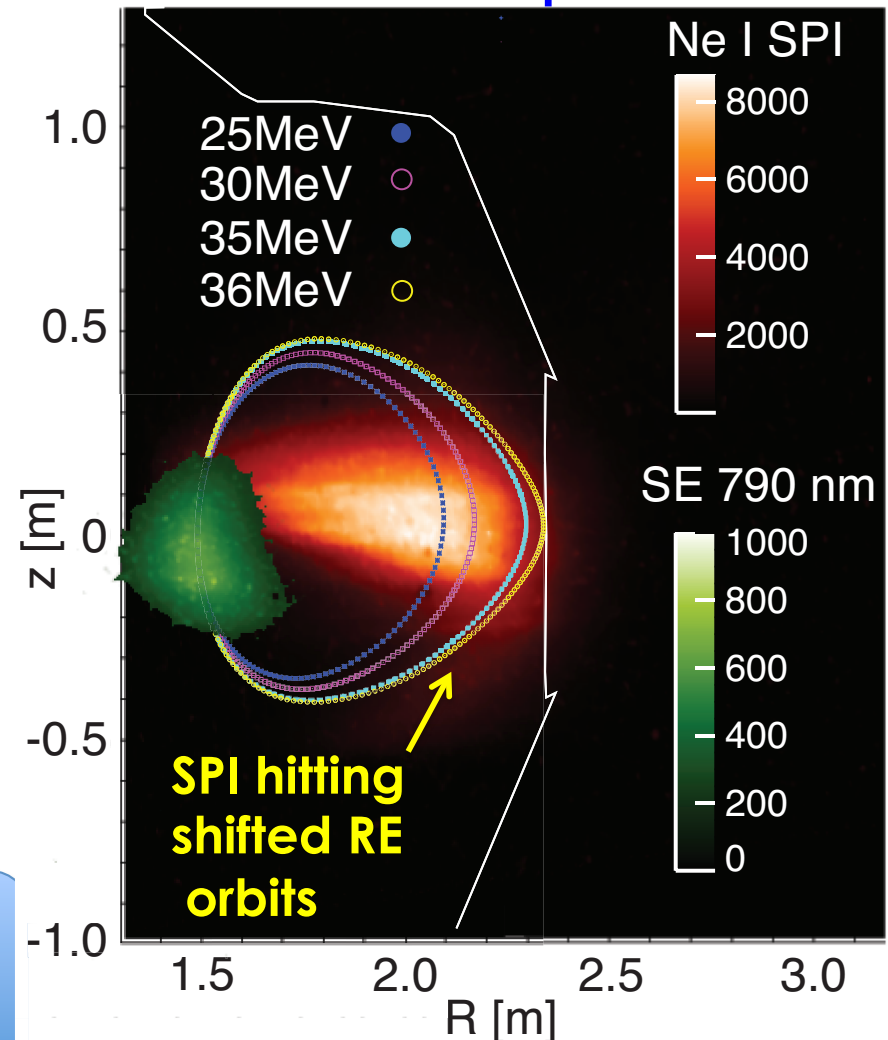 Ne I SPI
8000
6000
4000
2000
25MeV
30MeV
35MeV
36MeV
SE 790 nm
1000
800
600
400
200
0
1.0
0.5
0
-0.5
-1.0
z [m]
SPI hitting
shifted RE
orbits
1.5 2.0 2.5 3.0
R [m]